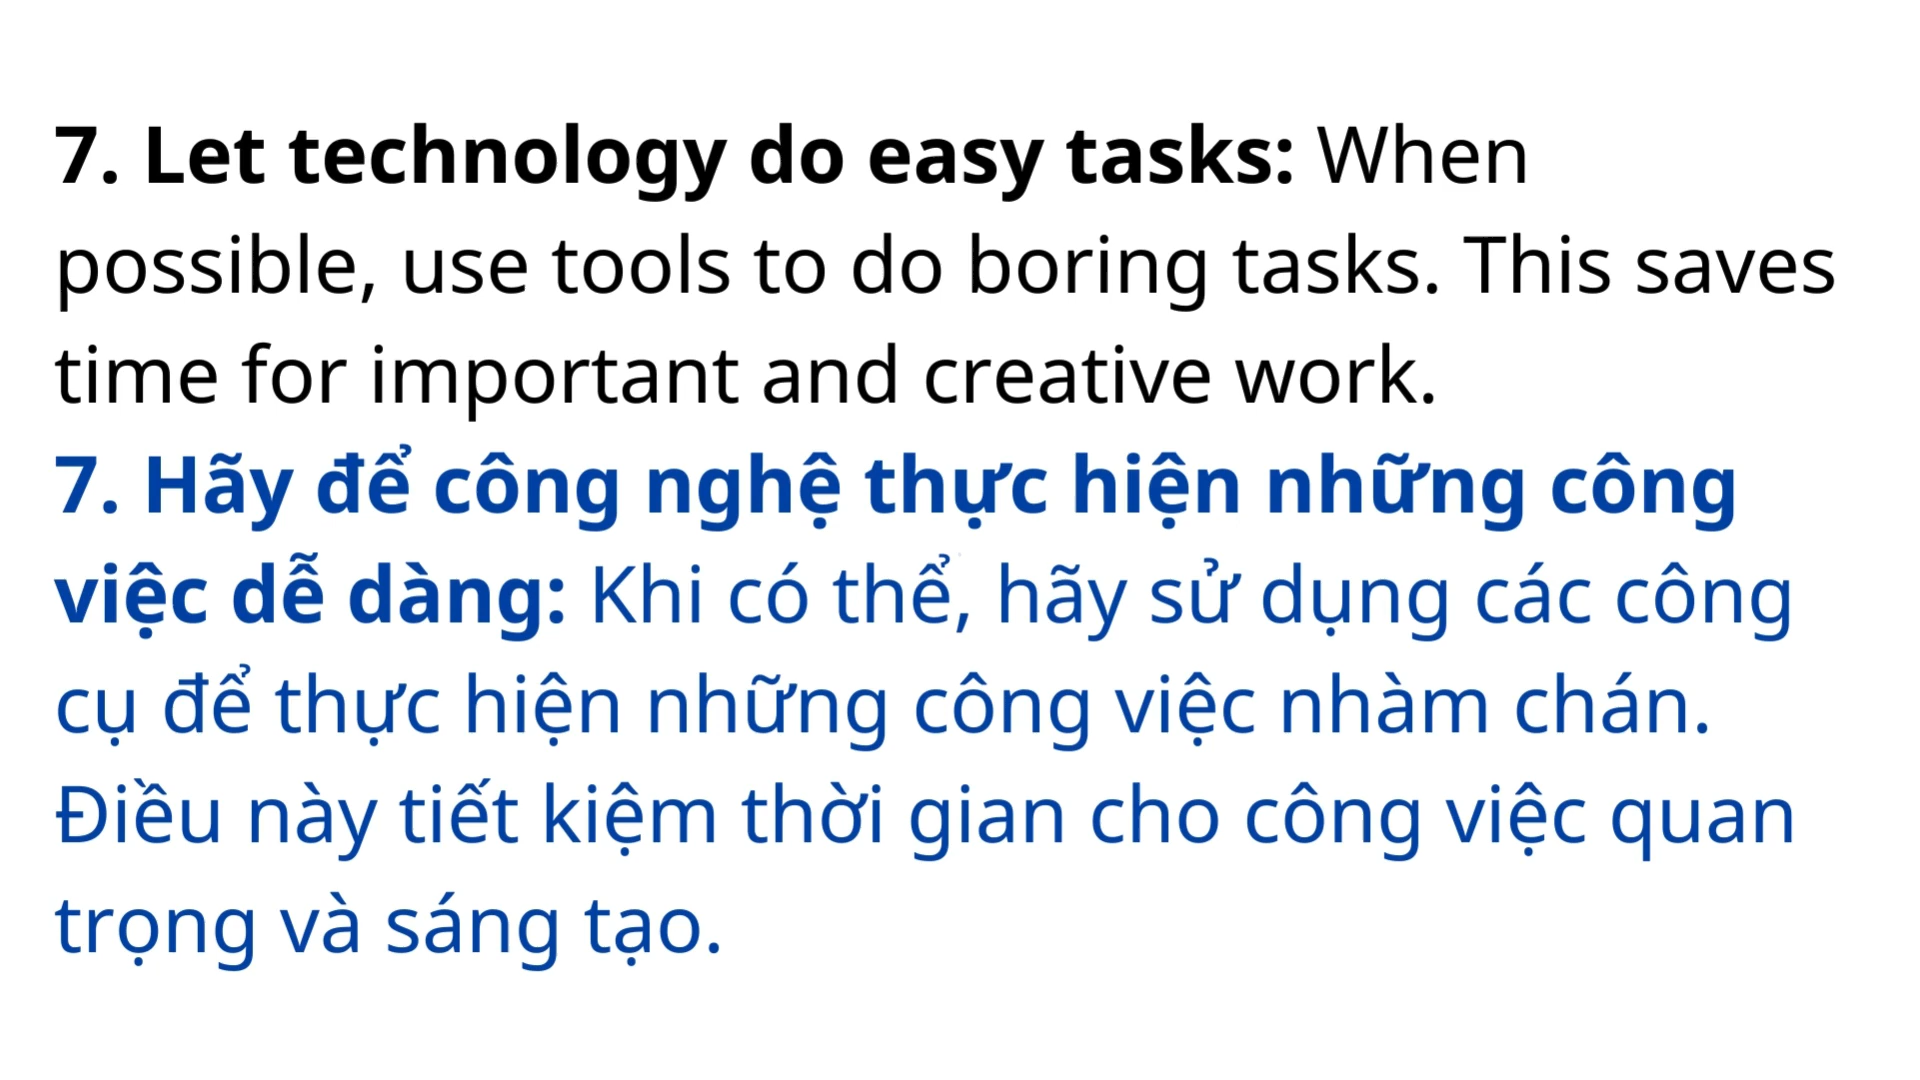 7. Let technology do easy tasks: When
possible, use tools to do boring tasks. This saves
time for important and creative work.
7. Hãy để công nghệ thực hiện những công
việc dễ dàng: Khi có thể, hãy sử dụng các công
cụ để thực hiện những công việc nhàm chán.
Điều này tiết kiệm thời gian cho công việc quan
trọng và sáng tạo.